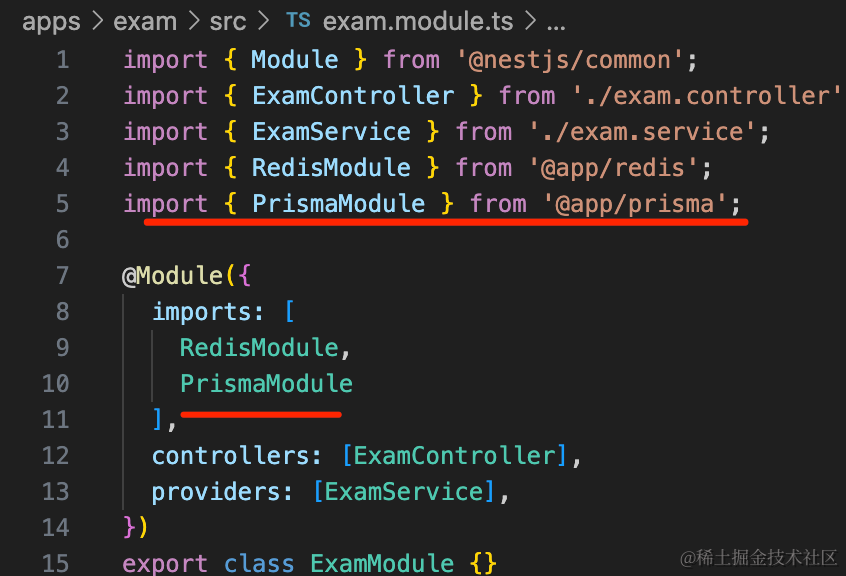 apps > exam > src > TS exam.module.ts > ...
1 import { Module } from '@nestjs/common';
2 import { ExamController } from './exam.controller'
3 import { ExamService } from './exam.service';
4 import { RedisModule } from '@app/redis';
5 import { PrismaModule } from '@app/prisma';
6
7 @Module({
8 imports: [
9 RedisModule,
10 PrismaModule
11 ],
12 controllers: [ExamController],
13 providers: [ExamService],
14 })
15 export class ExamModule {}
@稀土掘金技术社区